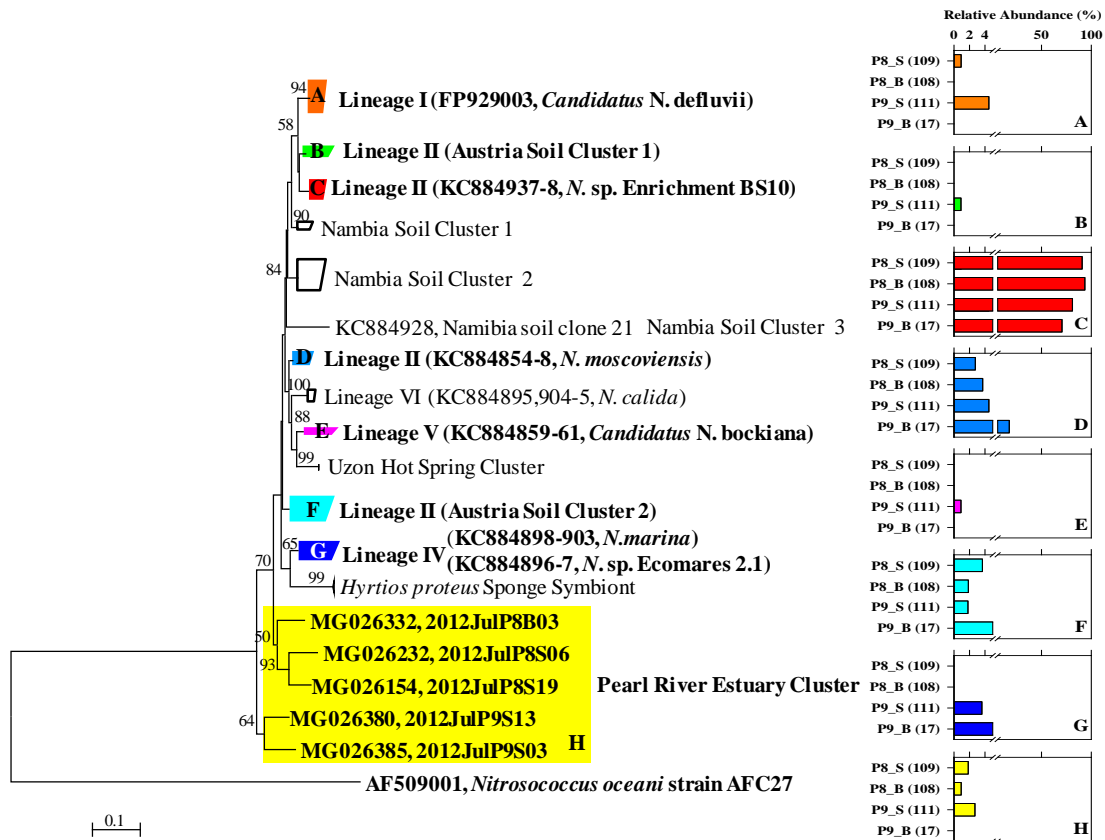 Relative Abundance (%)
0 2 4 50 100
94
A Lineage I (FP929003, Candidatus N. defluvii)
58
B Lineage II (Austria Soil Cluster 1)
C Lineage II (KC884937-8, N. sp. Enrichment BS10)
90
Nambia Soil Cluster 1
84
Nambia Soil Cluster 2
KC884928, Namibia soil clone 21 Nambia Soil Cluster 3
D Lineage II (KC884854-8, N. moscoviensis)
100
Lineage VI (KC884895,904-5, N. calida)
88
E Lineage V (KC884859-61, Candidatus N. bockiana)
99
Uzon Hot Spring Cluster
F Lineage II (Austria Soil Cluster 2)
65
G Lineage IV
(KC884898-903, N.marina)
(KC884896-7, N. sp. Ecomares 2.1)
99
Hyrtios proteus Sponge Symbiont
70
MG026332, 2012JulP8B03
50
MG026232, 2012JulP8S06
93
MG026154, 2012JulP8S19
Pearl River Estuary Cluster
64
MG026380, 2012JulP9S13
MG026385, 2012JulP9S03 H
AF509001, Nitrosococcus oceani strain AFC27
0.1
P8_S (109)
P8_B (108)
P9_S (111)
P9_B (17)
A
P8_S (109)
P8_B (108)
P9_S (111)
P9_B (17)
B
P8_S (109)
P8_B (108)
P9_S (111)
P9_B (17)
C
P8_S (109)
P8_B (108)
P9_S (111)
P9_B (17)
D
P8_S (109)
P8_B (108)
P9_S (111)
P9_B (17)
E
P8_S (109)
P8_B (108)
P9_S (111)
P9_B (17)
F
P8_S (109)
P8_B (108)
P9_S (111)
P9_B (17)
G
P8_S (109)
P8_B (108)
P9_S (111)
P9_B (17)
H